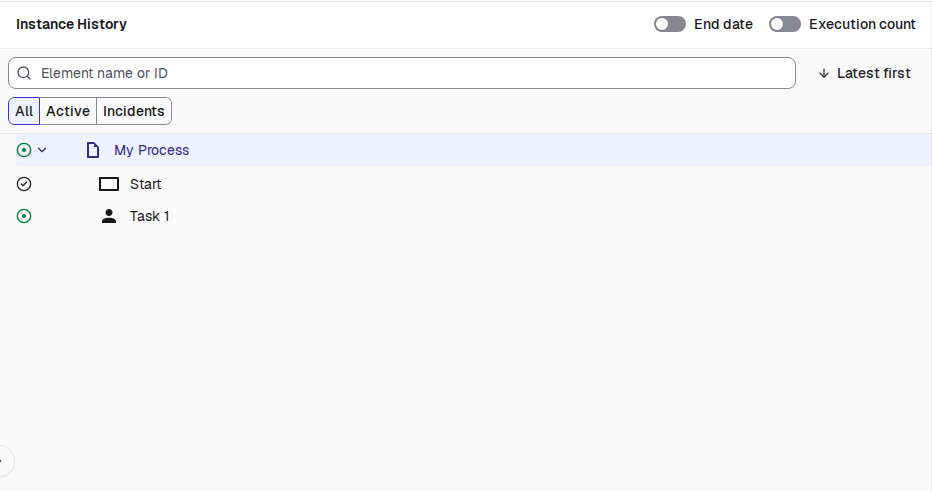 Instance History
End date
Execution count
Element name or ID
Latest first
All
Active
Incidents
My Process
Start
Task 1